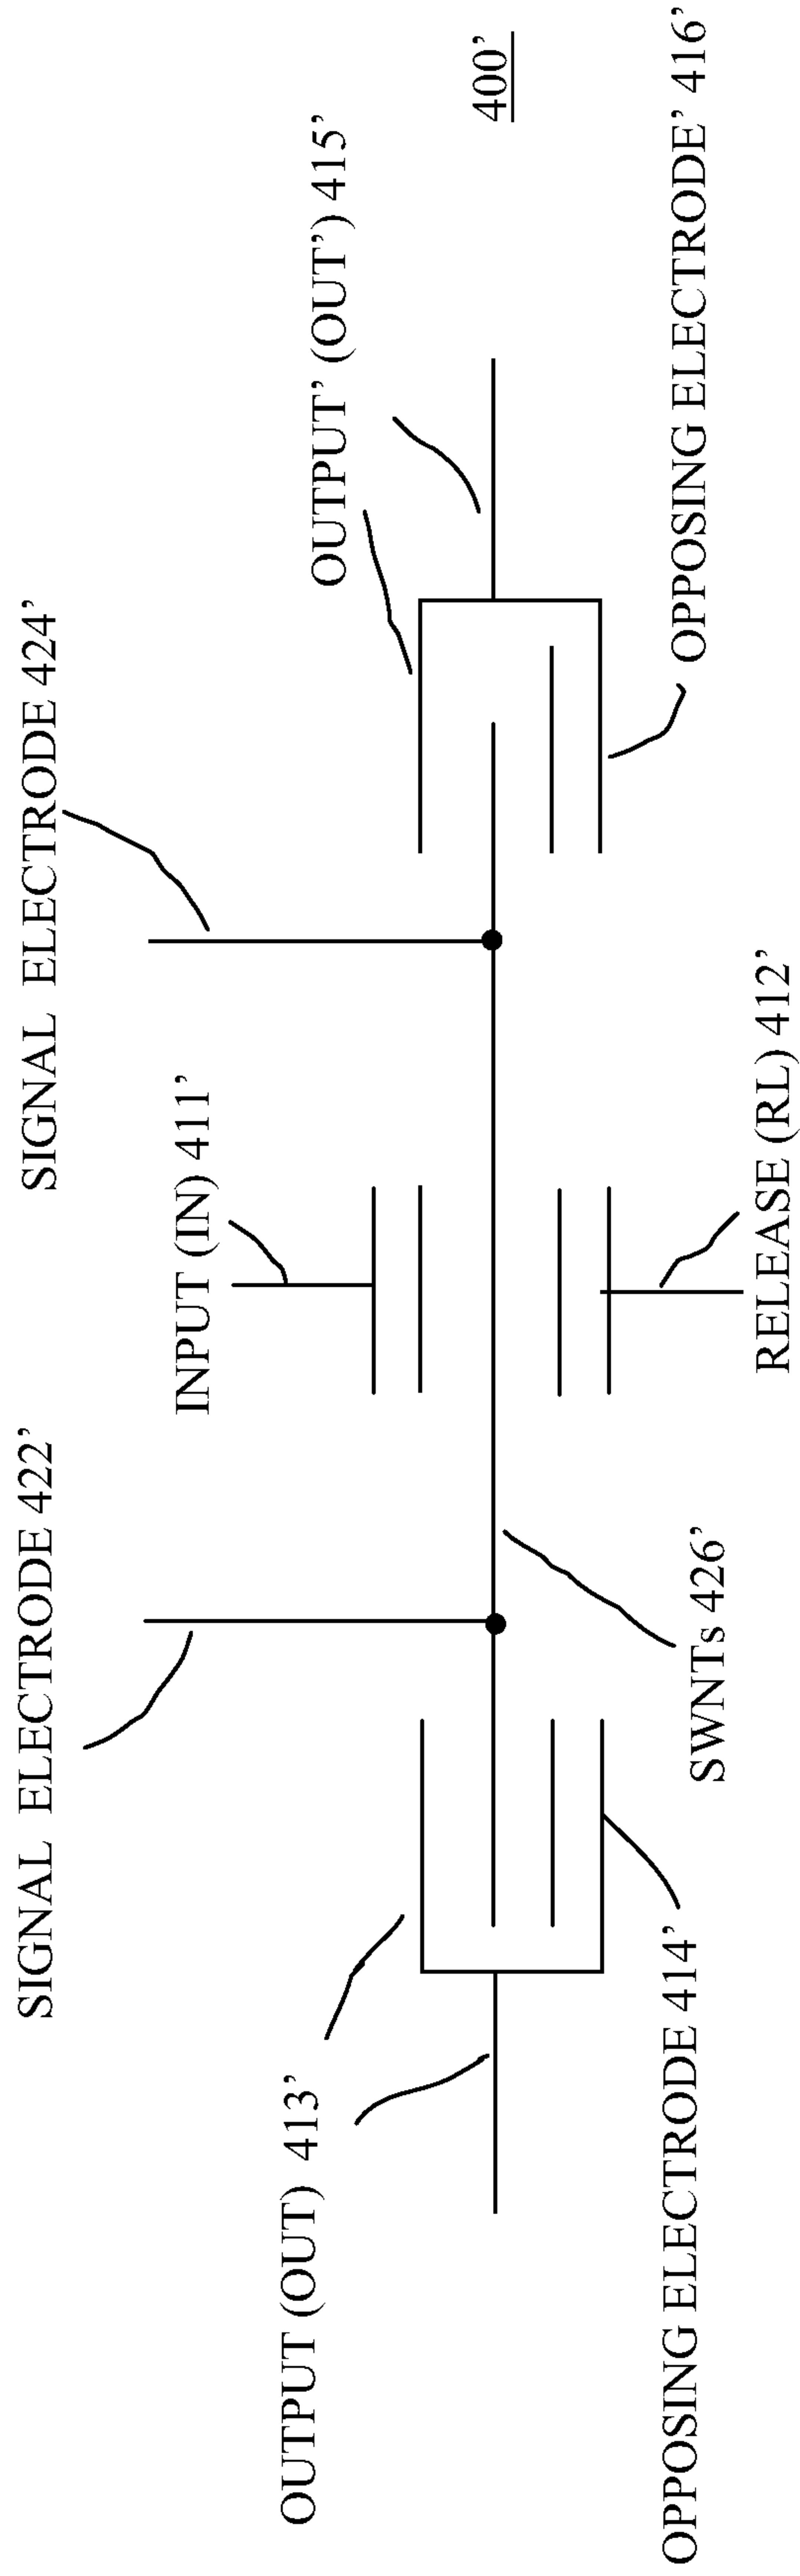 SIGNAL ELECTRODE 422’
SIGNAL ELECTRODE 424’
INPUT (IN) 411’
OUTPUT (OUT) 413’
OUTPUT’ (OUT’) 415’
400’
SWNTs 426’
OPPOSING ELECTRODE 414’
OPPOSING ELECTRODE’ 416’
RELEASE (RL) 412’